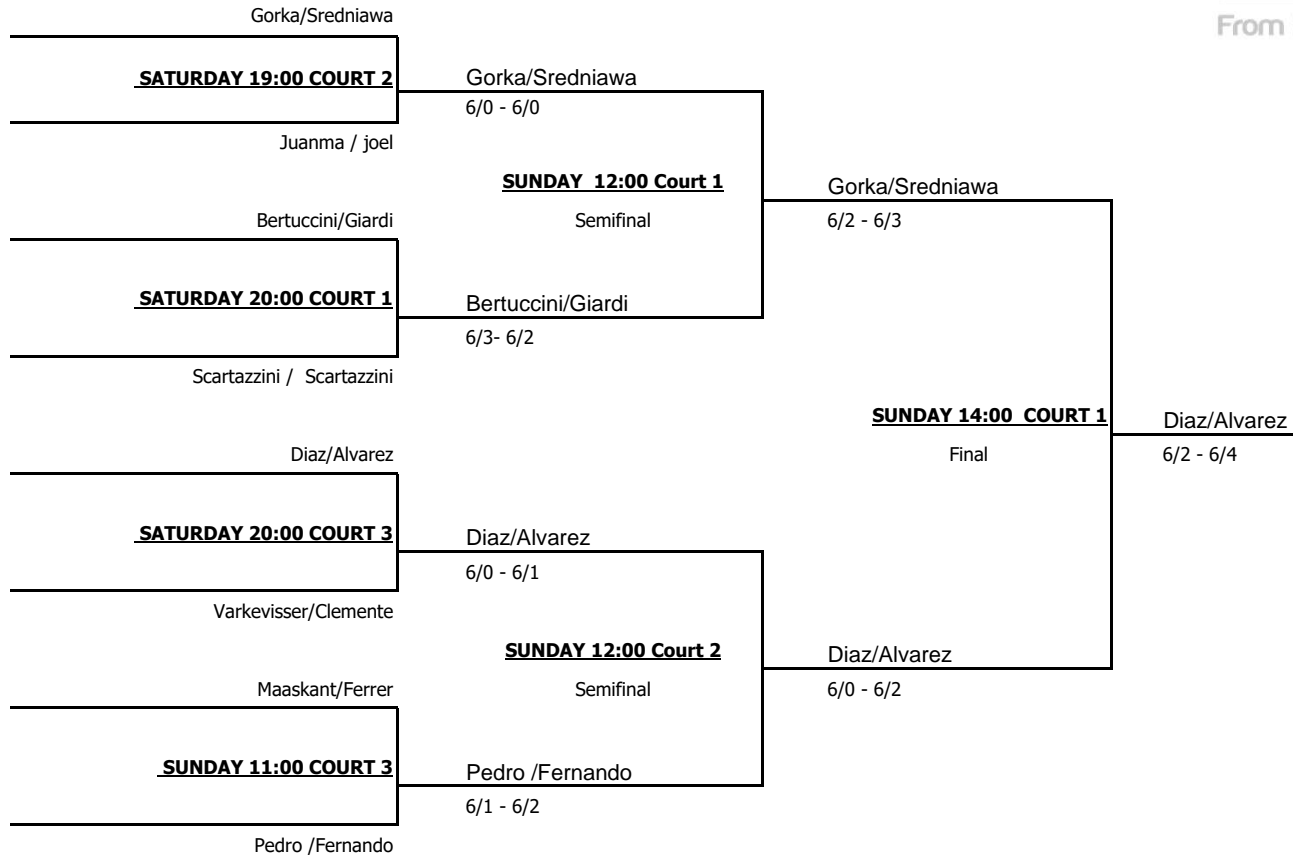 Gorka/Sredniawa
From
SATURDAY 19:00 COURT 2
Gorka/Sredniawa
6/0 - 6/0
Juanma / joel
SUNDAY 12:00 Court 1
Gorka/Sredniawa
Bertuccini/Giardi
Semifinal
6/2 - 6/3
SATURDAY 20:00 COURT 1
Bertuccini/Giardi
6/3- 6/2
Scartazzini / Scartazzini
SUNDAY 14:00 COURT 1
Diaz/Alvarez
Diaz/Alvarez
Final
6/2 - 6/4
SATURDAY 20:00 COURT 3
Diaz/Alvarez
6/0 - 6/1
Varkevisser/Clemente
SUNDAY 12:00 Court 2
Diaz/Alvarez
Maaskant/Ferrer
Semifinal
6/0 - 6/2
SUNDAY 11:00 COURT 3
Pedro /Fernando
6/1 - 6/2
Pedro /Fernando